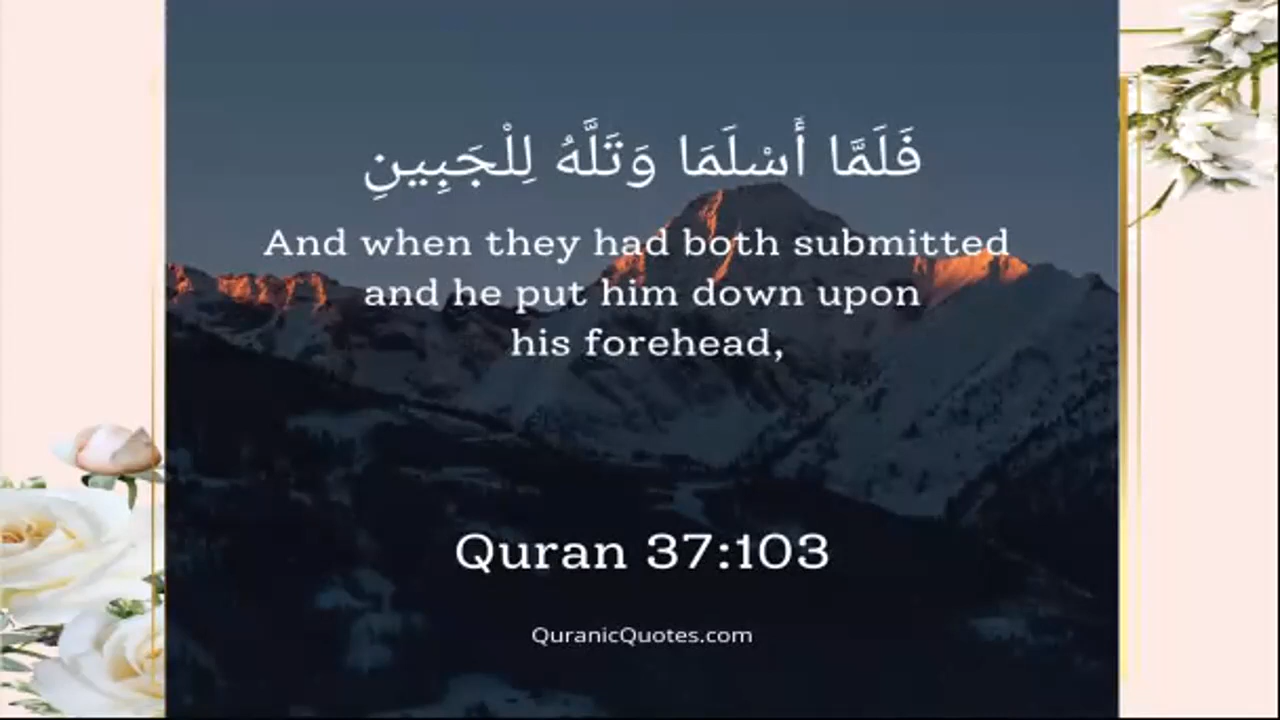 فَلَمَّا أَسْلَمَا وَتَلَّهُ لِلْجَبِينِ
And when they had both submitted
and he put him down upon
his forehead,
Quran 37:103
QuranicQuotes.com